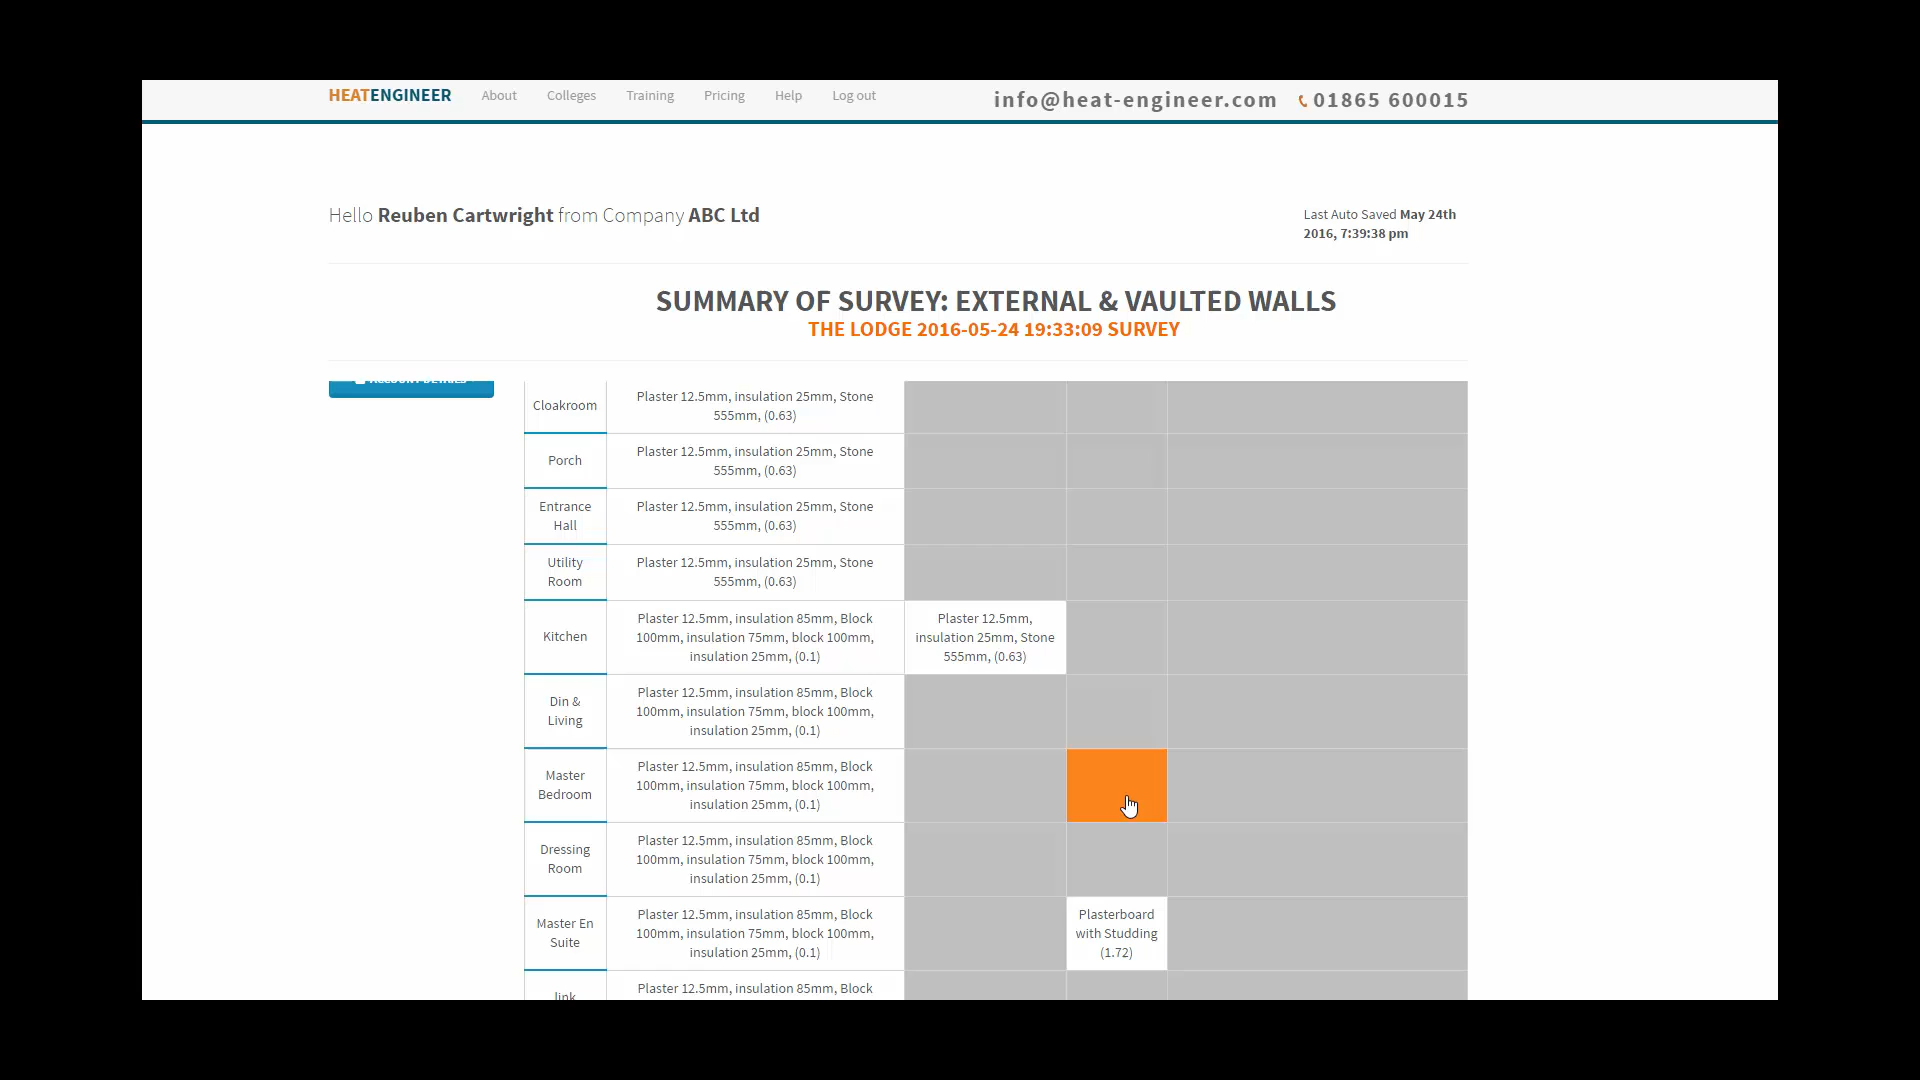 HEATENGINEER About Colleges Training Pricing Help Log out info@heat-engineer.com 01865 600015
Hello Reuben Cartwright from Company ABC Ltd
Last Auto Saved May 24th
2016, 7:39:38 pm
SUMMARY OF SURVEY: EXTERNAL & VAULTED WALLS
THE LODGE 2016-05-24 19:33:09 SURVEY
Cloakroom
Plaster 12.5mm, insulation 25mm, Stone
555mm, (0.63)
Porch
Plaster 12.5mm, insulation 25mm, Stone
555mm, (0.63)
Entrance
Hall
Plaster 12.5mm, insulation 25mm, Stone
555mm, (0.63)
Utility
Room
Plaster 12.5mm, insulation 25mm, Stone
555mm, (0.63)
Kitchen
Plaster 12.5mm, insulation 85mm, Block
100mm, insulation 75mm, block 100mm,
insulation 25mm, (0.1)
Plaster 12.5mm,
insulation 25mm, Stone
555mm, (0.63)
Din &
Living
Plaster 12.5mm, insulation 85mm, Block
100mm, insulation 75mm, block 100mm,
insulation 25mm, (0.1)
Master
Bedroom
Plaster 12.5mm, insulation 85mm, Block
100mm, insulation 75mm, block 100mm,
insulation 25mm, (0.1)
Dressing
Room
Plaster 12.5mm, insulation 85mm, Block
100mm, insulation 75mm, block 100mm,
insulation 25mm, (0.1)
Master En
Suite
Plaster 12.5mm, insulation 85mm, Block
100mm, insulation 75mm, block 100mm,
insulation 25mm, (0.1)
Plasterboard
with Studding
(1.72)
link
Plaster 12.5mm, insulation 85mm, Block